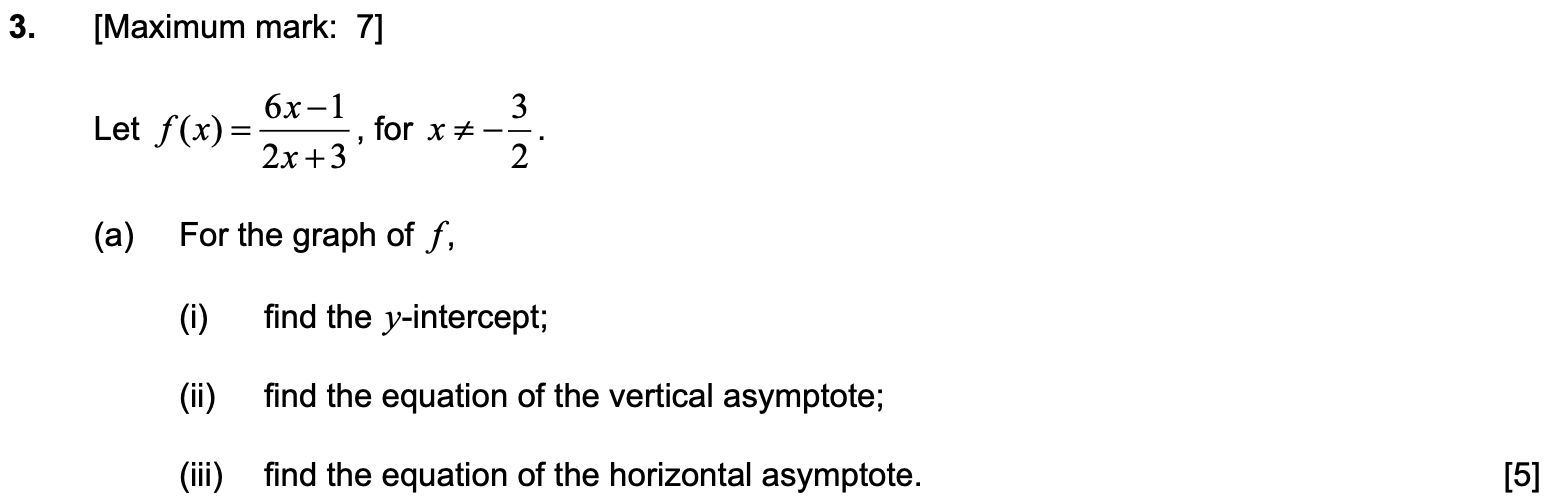 3. [Maximum mark: 7]
Let f(x) = \frac{6x-1}{2x+3}, for x ≠ -\frac{3}{2}.
(a) For the graph of f,
(i) find the y-intercept;
(ii) find the equation of the vertical asymptote;
(iii) find the equation of the horizontal asymptote. [5]